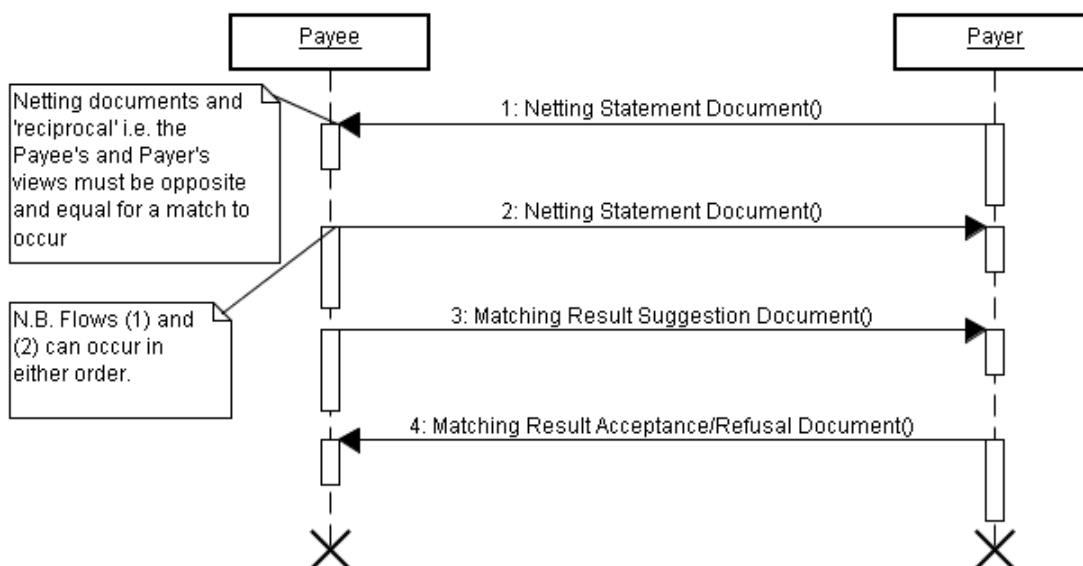 Payee
Payer
Netting documents and
'reciprocal' i.e. the
Payee's and Payer's
views must be opposite
and equal for a match to
occur
1: Netting Statement Document()
2: Netting Statement Document()
N.B. Flows (1) and
(2) can occur in
either order.
3: Matching Result Suggestion Document()
4: Matching Result Acceptance/Refusal Document()